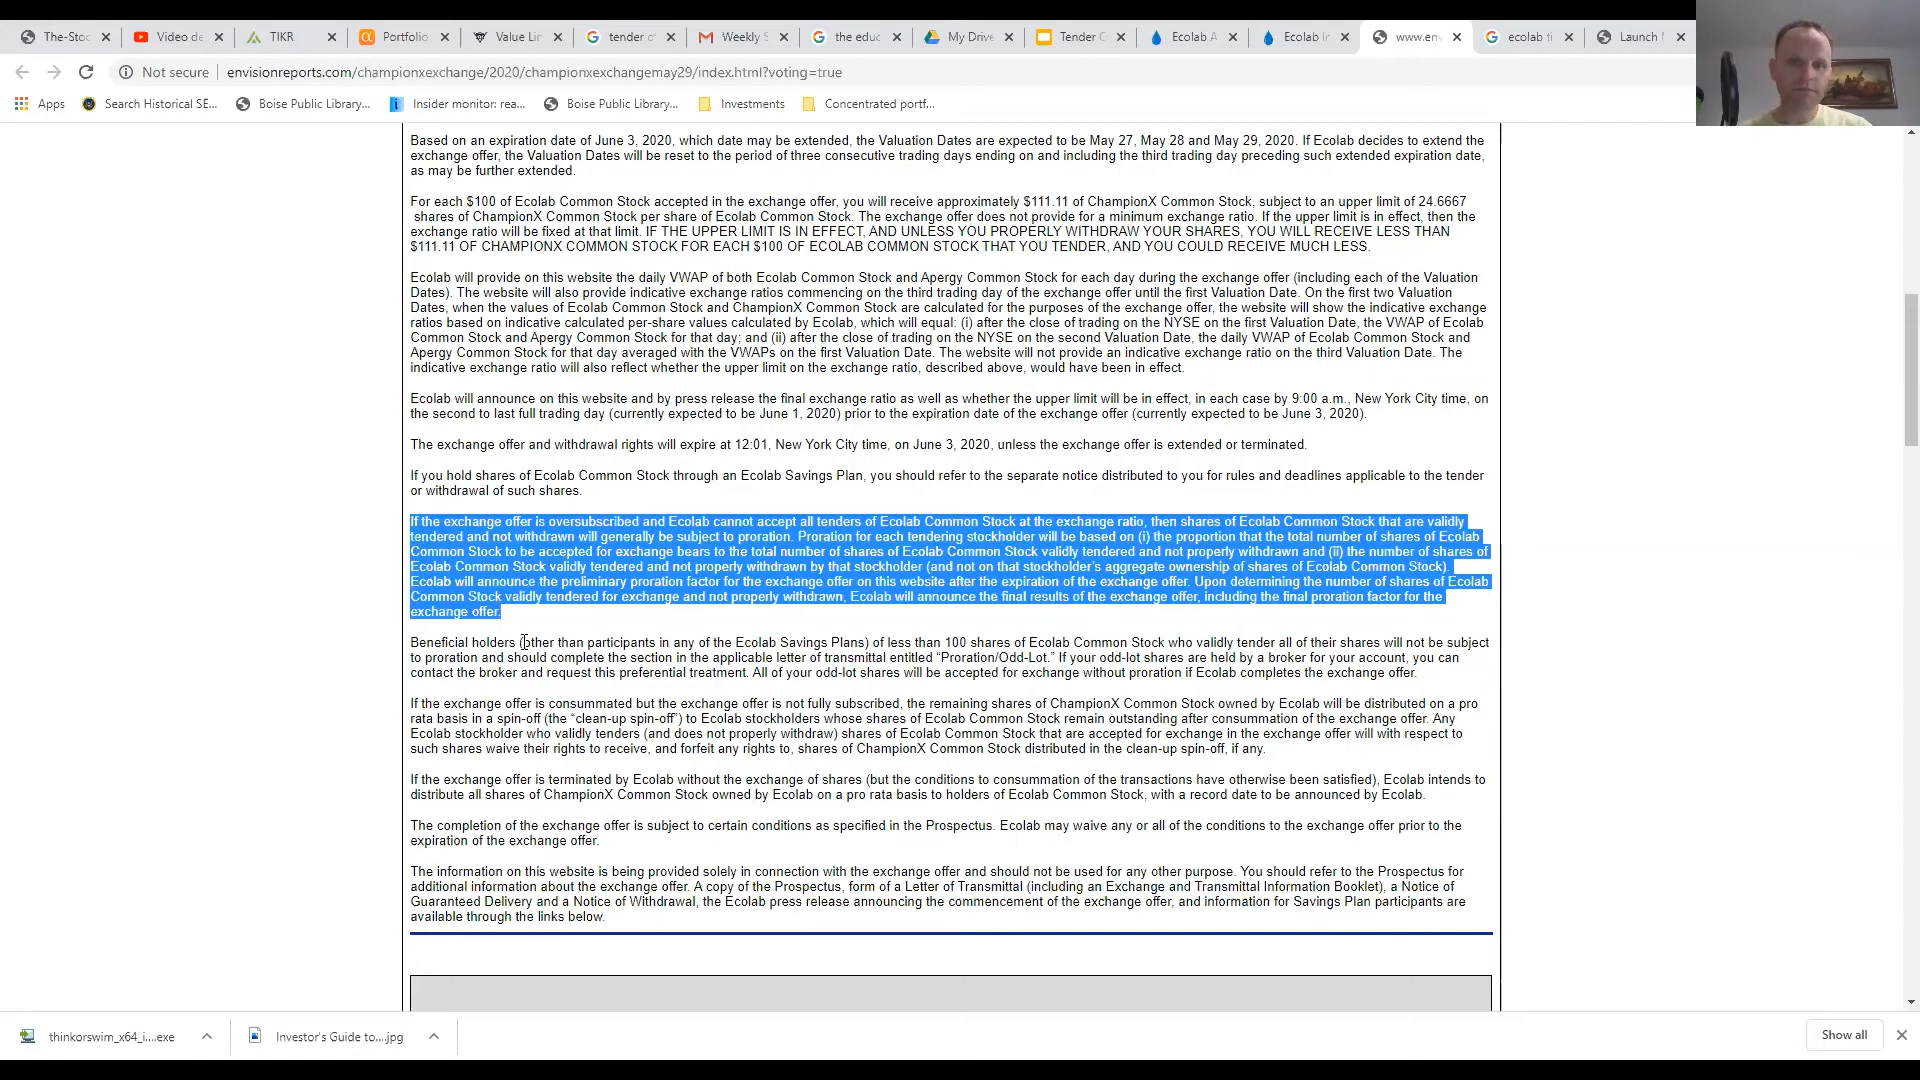 The-Stoc
Video de
TIKR
Portfolio
Value Lin
tender o
Weekly S
the educ
My Drive
Tender C
Ecolab A
Ecolab In
www.env
ecolab ti
Launch
Not secure
envisionreports.com/championxexchange/2020/championxexchangemay29/index.html?voting=true
Apps
Search Historical SE...
Boise Public Library...
Insider monitor: rea...
Boise Public Library...
Investments
Concentrated portf...
Based on an expiration date of June 3, 2020, which date may be extended, the Valuation Dates are expected to be May 27, May 28 and May 29, 2020. If Ecolab decides to extend the
exchange offer, the Valuation Dates will be reset to the period of three consecutive trading days ending on and including the third trading day preceding such extended expiration date,
as may be further extended.
For each $100 of Ecolab Common Stock accepted in the exchange offer, you will receive approximately $111.11 of ChampionX Common Stock, subject to an upper limit of 24.6667
shares of ChampionX Common Stock per share of Ecolab Common Stock. The exchange offer does not provide for a minimum exchange ratio. If the upper limit is in effect, then the
exchange ratio will be fixed at that limit. IF THE UPPER LIMIT IS IN EFFECT, AND UNLESS YOU PROPERLY WITHDRAW YOUR SHARES, YOU WILL RECEIVE LESS THAN
$111.11 OF CHAMPIONX COMMON STOCK FOR EACH $100 OF ECOLAB COMMON STOCK THAT YOU TENDER, AND YOU COULD RECEIVE MUCH LESS.
Ecolab will provide on this website the daily VWAP of both Ecolab Common Stock and Apergy Common Stock for each day during the exchange offer (including each of the Valuation
Dates). The website will also provide indicative exchange ratios commencing on the third trading day of the exchange offer until the first Valuation Date. On the first two Valuation
Dates, when the values of Ecolab Common Stock and ChampionX Common Stock are calculated for the purposes of the exchange offer, the website will show the indicative exchange
ratios based on indicative calculated per-share values calculated by Ecolab, which will equal: (i) after the close of trading on the NYSE on the first Valuation Date, the VWAP of Ecolab
Common Stock and Apergy Common Stock for that day; and (ii) after the close of trading on the NYSE on the second Valuation Date, the daily VWAP of Ecolab Common Stock and
Apergy Common Stock for that day averaged with the VWAPs on the first Valuation Date. The website will not provide an indicative exchange ratio on the third Valuation Date. The
indicative exchange ratio will also reflect whether the upper limit on the exchange ratio, described above, would have been in effect.
Ecolab will announce on this website and by press release the final exchange ratio as well as whether the upper limit will be in effect, in each case by 9:00 a.m., New York City time, on
the second to last full trading day (currently expected to be June 1, 2020) prior to the expiration date of the exchange offer (currently expected to be June 3, 2020).
The exchange offer and withdrawal rights will expire at 12:01, New York City time, on June 3, 2020, unless the exchange offer is extended or terminated.
If you hold shares of Ecolab Common Stock through an Ecolab Savings Plan, you should refer to the separate notice distributed to you for rules and deadlines applicable to the tender
or withdrawal of such shares.
If the exchange offer is oversubscribed and Ecolab cannot accept all tenders of Ecolab Common Stock at the exchange ratio, then shares of Ecolab Common Stock that are validly
tendered and not withdrawn will generally be subject to proration. Proration for each tendering stockholder will be based on (i) the proportion that the total number of shares of Ecolab
Common Stock to be accepted for exchange bears to the total number of shares of Ecolab Common Stock validly tendered and not properly withdrawn and (ii) the number of shares of
Ecolab Common Stock validly tendered and not properly withdrawn by that stockholder (and not on that stockholder's aggregate ownership of shares of Ecolab Common Stock).
Ecolab will announce the preliminary proration factor for the exchange offer on this website after the expiration of the exchange offer. Upon determining the number of shares of Ecolab
Common Stock validly tendered for exchange and not properly withdrawn, Ecolab will announce the final results of the exchange offer, including the final proration factor for the
exchange offer.
Beneficial holders (other than participants in any of the Ecolab Savings Plans) of less than 100 shares of Ecolab Common Stock who validly tender all of their shares will not be subject
to proration and should complete the section in the applicable letter of transmittal entitled “Proration/Odd-Lot.” If your odd-lot shares are held by a broker for your account, you can
contact the broker and request this preferential treatment. All of your odd-lot shares will be accepted for exchange without proration if Ecolab completes the exchange offer.
If the exchange offer is consummated but the exchange offer is not fully subscribed, the remaining shares of ChampionX Common Stock owned by Ecolab will be distributed on a pro
rata basis in a spin-off (the “clean-up spin-off”) to Ecolab stockholders whose shares of Ecolab Common Stock remain outstanding after consummation of the exchange offer. Any
Ecolab stockholder who validly tenders (and does not properly withdraw) shares of Ecolab Common Stock that are accepted for exchange in the exchange offer will with respect to
such shares waive their rights to receive, and forfeit any rights to, shares of ChampionX Common Stock distributed in the clean-up spin-off, if any.
If the exchange offer is terminated by Ecolab without the exchange of shares (but the conditions to consummation of the transactions have otherwise been satisfied), Ecolab intends to
distribute all shares of ChampionX Common Stock owned by Ecolab on a pro rata basis to holders of Ecolab Common Stock, with a record date to be announced by Ecolab.
The completion of the exchange offer is subject to certain conditions as specified in the Prospectus. Ecolab may waive any or all of the conditions to the exchange offer prior to the
expiration of the exchange offer.
The information on this website is being provided solely in connection with the exchange offer and should not be used for any other purpose. You should refer to the Prospectus for
additional information about the exchange offer. A copy of the Prospectus, form of a Letter of Transmittal (including an Exchange and Transmittal Information Booklet), a Notice of
Guaranteed Delivery and a Notice of Withdrawal, the Ecolab press release announcing the commencement of the exchange offer, and information for Savings Plan participants are
available through the links below.
thinkorswim_x64_i....exe
Investor's Guide to....jpg
Show all